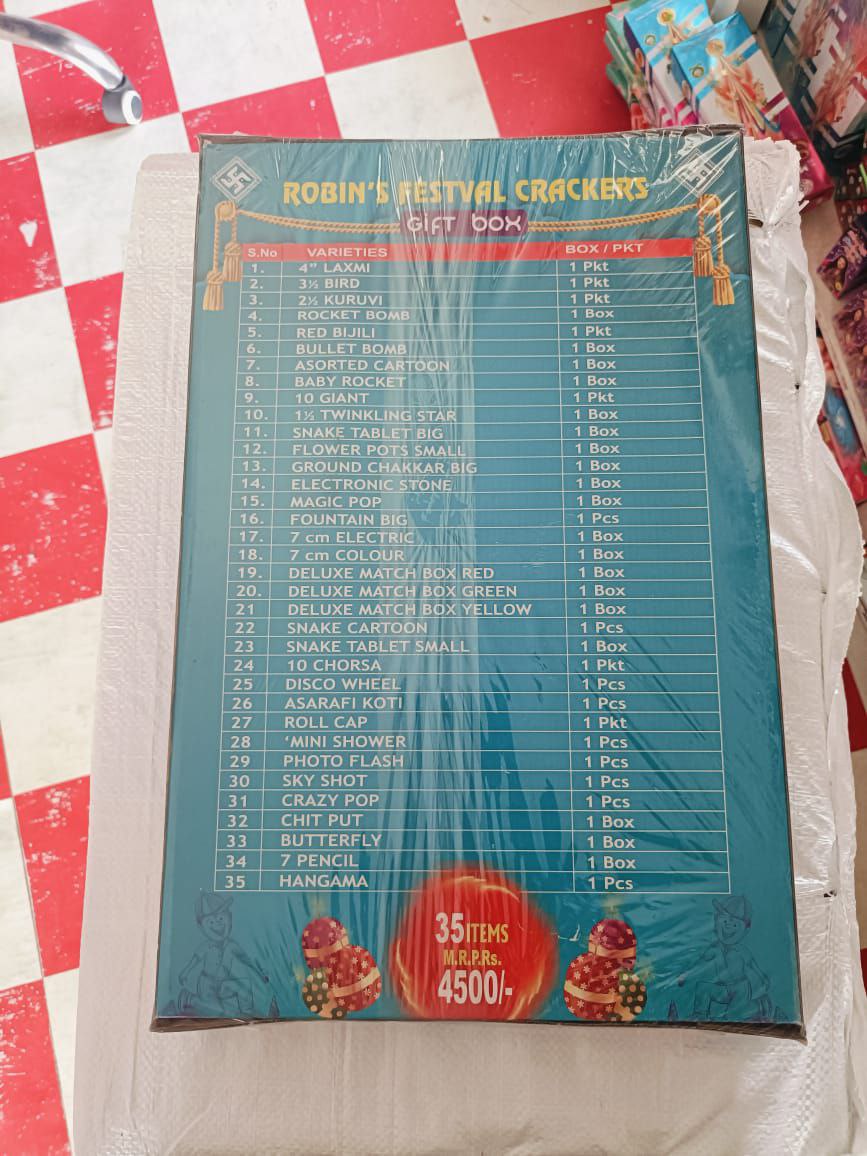 ROBIN'S FESTVAL CRACKERS
GIFT BOX
S.No VARIETIES BOX / PKT
1. 4" LAXMI 1 Pkt
2. 3½ BIRD 1 Pkt
3. 2½ KURUVI 1 Pkt
4. ROCKET BOMB 1 Box
5. RED BIJILI 1 Pkt
6. BULLET BOMB 1 Box
7. ASORTED CARTOON 1 Box
8. BABY ROCKET 1 Box
9. 10 GIANT 1 Pkt
10. 1½ TWINKLING STAR 1 Box
11. SNAKE TABLET BIG 1 Box
12. FLOWER POTS SMALL 1 Box
13. GROUND CHAKKAR BIG 1 Box
14. ELECTRONIC STONE 1 Box
15. MAGIC POP 1 Box
16. FOUNTAIN BIG 1 Pcs
17. 7 cm ELECTRIC 1 Box
18. 7 cm COLOUR 1 Box
19. DELUXE MATCH BOX RED 1 Box
20. DELUXE MATCH BOX GREEN 1 Box
21 DELUXE MATCH BOX YELLOW 1 Box
22 SNAKE CARTOON 1 Pcs
23 SNAKE TABLET SMALL 1 Box
24 10 CHORSA 1 Pkt
25 DISCO WHEEL 1 Pcs
26 ASARAFI KOTI 1 Pcs
27 ROLL CAP 1 Pkt
28 'MINI SHOWER 1 Pcs
29 PHOTO FLASH 1 Pcs
30 SKY SHOT 1 Pcs
31 CRAZY POP 1 Pcs
32 CHIT PUT 1 Box
33 BUTTERFLY 1 Box
34 7 PENCIL 1 Box
35 HANGAMA 1 Pcs
35 ITEMS
M.R.P.Rs.
4500/-